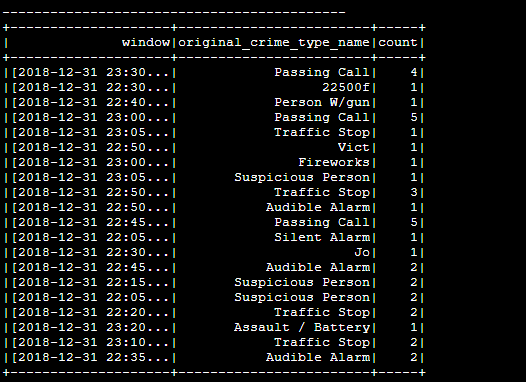 -------------------------------------------
+--------------------+------------------------+-----+
|              window|original_crime_type_name|count|
+--------------------+------------------------+-----+
|[2018-12-31 23:30...|            Passing Call|    4|
|[2018-12-31 22:30...|                  22500f|    1|
|[2018-12-31 22:40...|            Person W/gun|    1|
|[2018-12-31 23:00...|            Passing Call|    5|
|[2018-12-31 23:05...|            Traffic Stop|    1|
|[2018-12-31 22:50...|                    Vict|    1|
|[2018-12-31 23:00...|               Fireworks|    1|
|[2018-12-31 23:05...|       Suspicious Person|    1|
|[2018-12-31 22:50...|            Traffic Stop|    3|
|[2018-12-31 22:50...|           Audible Alarm|    1|
|[2018-12-31 22:45...|            Passing Call|    5|
|[2018-12-31 22:05...|            Silent Alarm|    1|
|[2018-12-31 22:30...|                      Jo|    1|
|[2018-12-31 22:45...|           Audible Alarm|    2|
|[2018-12-31 22:15...|       Suspicious Person|    2|
|[2018-12-31 22:05...|       Suspicious Person|    2|
|[2018-12-31 22:20...|            Traffic Stop|    2|
|[2018-12-31 23:20...|       Assault / Battery|    1|
|[2018-12-31 23:10...|            Traffic Stop|    2|
|[2018-12-31 22:35...|           Audible Alarm|    2|
+--------------------+------------------------+-----+